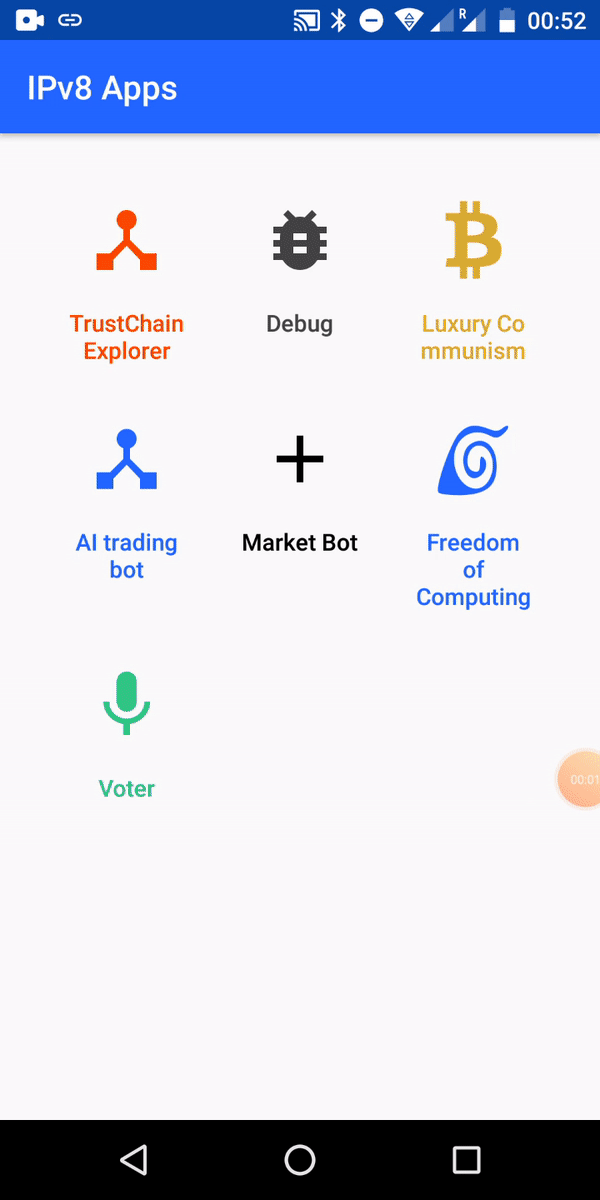 R
00:52
IPv8 Apps
TrustChain
Explorer
Debug
Luxury Co
mmunism
AI trading
bot
Market Bot
Freedom
of
Computing
00:01
Voter